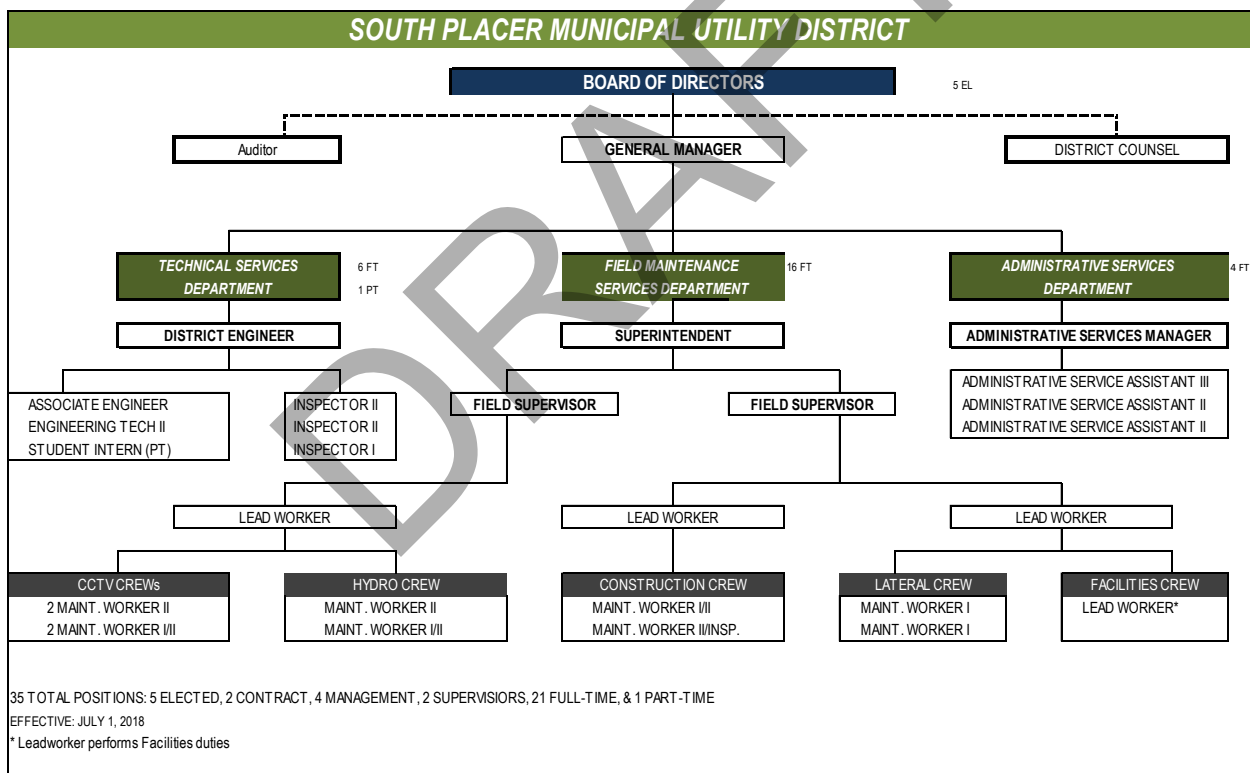 SOUTH PLACER MUNICIPAL UTILITY DISTRICT
BOARD OF DIRECTORS
5 EL
Auditor
GENERAL MANAGER
DISTRICT COUNSEL
TECHNICAL SERVICES
DEPARTMENT
6 FT
1 PT
FIELD MAINTENANCE
SERVICES DEPARTMENT
16 FT
ADMINISTRATIVE SERVICES
DEPARTMENT
4 FT
DISTRICT ENGINEER
SUPERINTENDENT
ADMINISTRATIVE SERVICES MANAGER
ASSOCIATE ENGINEER
ENGINEERING TECH II
STUDENT INTERN (PT)
INSPECTOR II
INSPECTOR II
INSPECTOR I
FIELD SUPERVISOR
FIELD SUPERVISOR
ADMINISTRATIVE SERVICE ASSISTANT III
ADMINISTRATIVE SERVICE ASSISTANT II
ADMINISTRATIVE SERVICE ASSISTANT II
LEAD WORKER
LEAD WORKER
LEAD WORKER
CCTV CREWs
2 MAINT. WORKER II
2 MAINT. WORKER I/II
HYDRO CREW
MAINT. WORKER II
MAINT. WORKER I/II
CONSTRUCTION CREW
MAINT. WORKER I/II
MAINT. WORKER II/INSP.
LATERAL CREW
MAINT. WORKER I
MAINT. WORKER I
FACILITIES CREW
LEAD WORKER*
35 TOTAL POSITIONS: 5 ELECTED, 2 CONTRACT, 4 MANAGEMENT, 2 SUPERVISIORS, 21 FULL-TIME, & 1 PART-TIME
EFFECTIVE: JULY 1, 2018
* Leadworker performs Facilities duties
DRAF